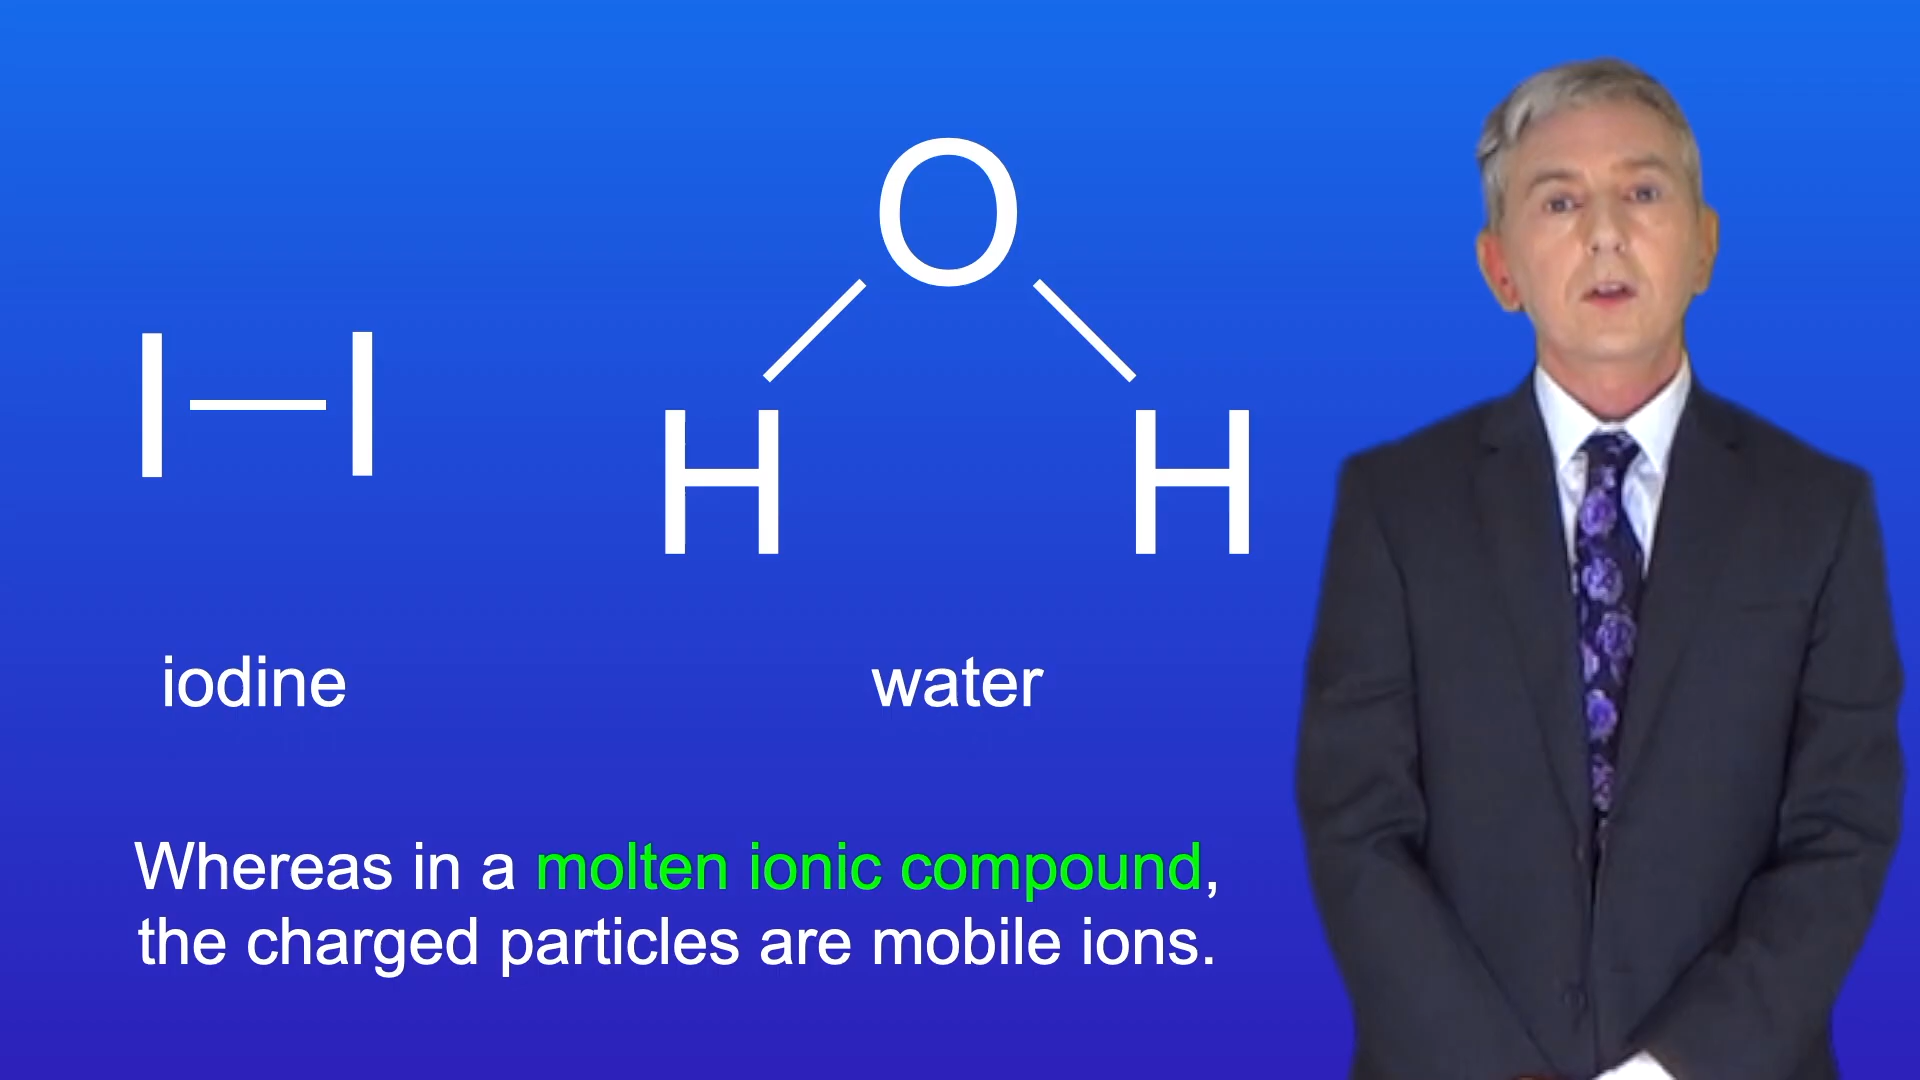 O
I—I
H H
iodine
water
Whereas in a molten ionic compound,
the charged particles are mobile ions.